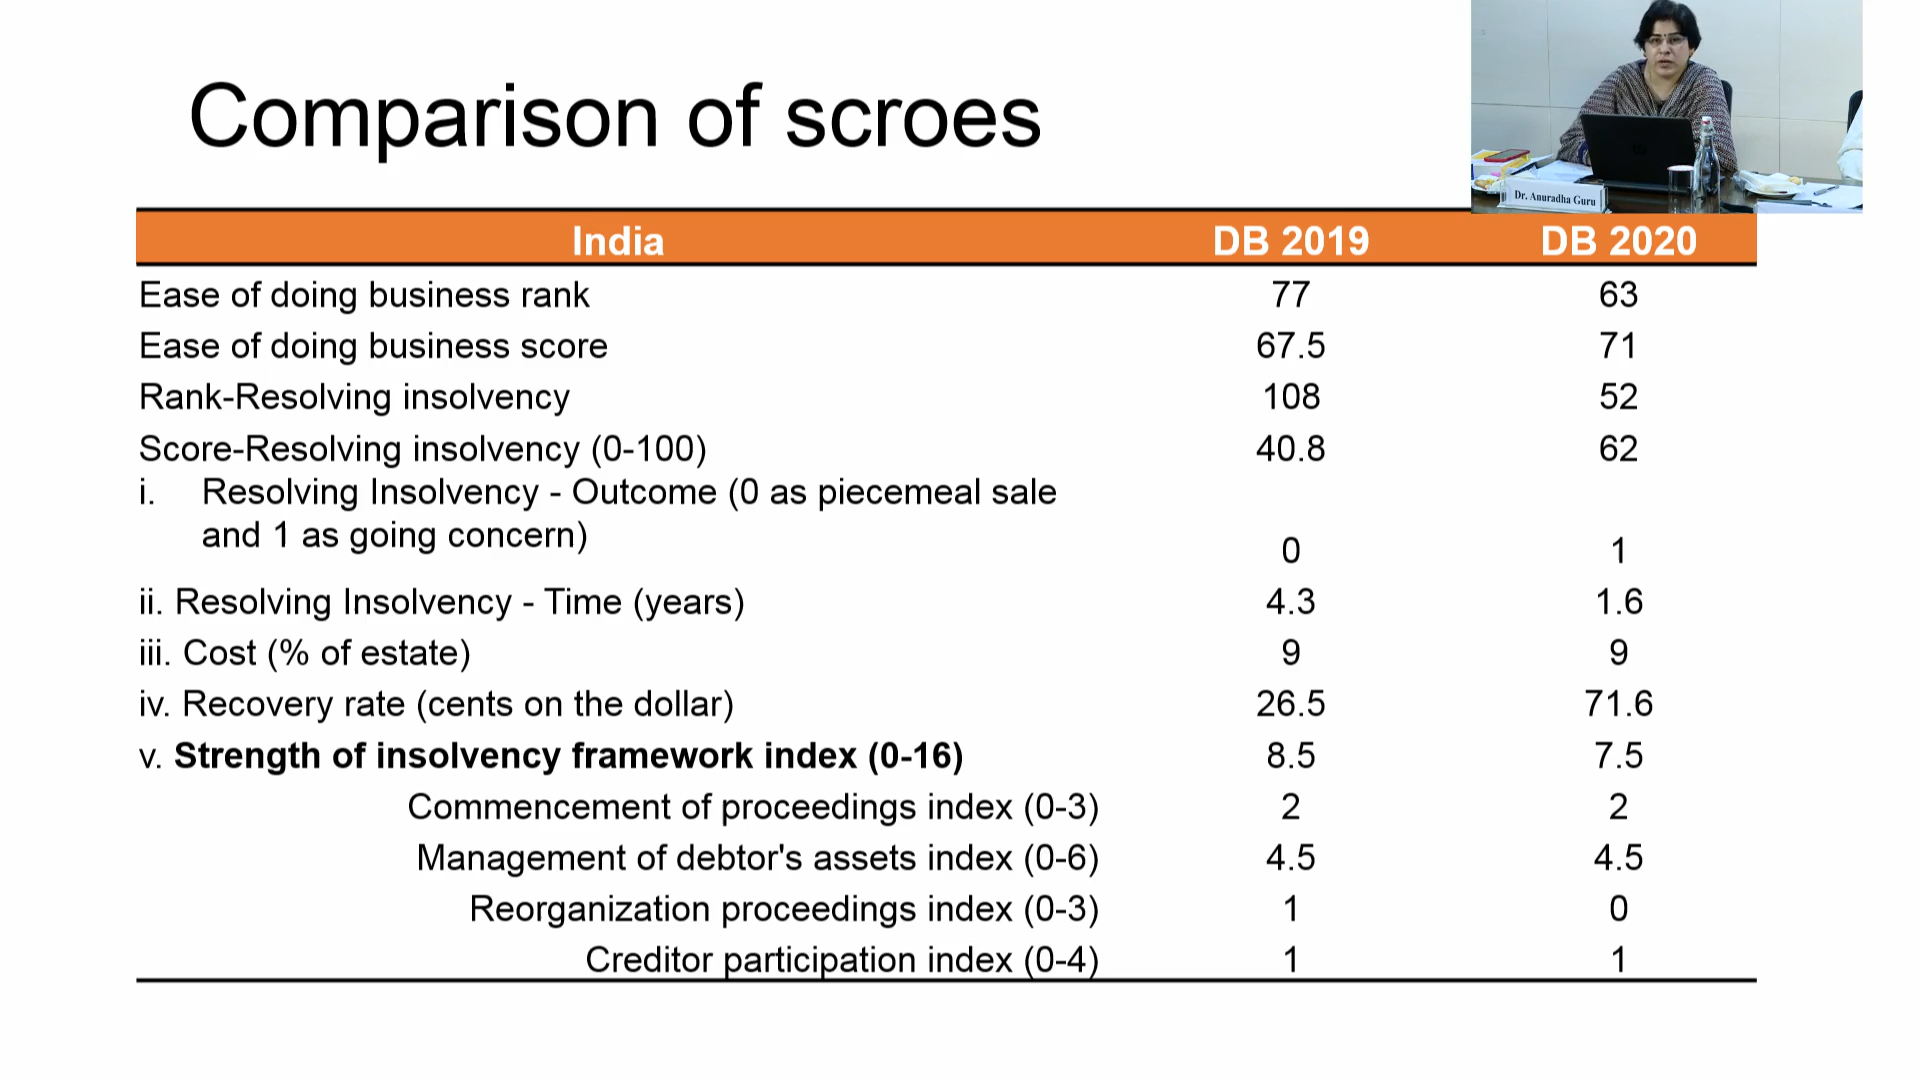 Comparison of scroes
Dr. Anuradha Guru
India DB 2019 DB 2020
Ease of doing business rank 77 63
Ease of doing business score 67.5 71
Rank-Resolving insolvency 108 52
Score-Resolving insolvency (0-100) 40.8 62
i. Resolving Insolvency - Outcome (0 as piecemeal sale
and 1 as going concern) 0 1
ii. Resolving Insolvency - Time (years) 4.3 1.6
iii. Cost (% of estate) 9 9
iv. Recovery rate (cents on the dollar) 26.5 71.6
v. Strength of insolvency framework index (0-16) 8.5 7.5
Commencement of proceedings index (0-3) 2 2
Management of debtor's assets index (0-6) 4.5 4.5
Reorganization proceedings index (0-3) 1 0
Creditor participation index (0-4) 1 1